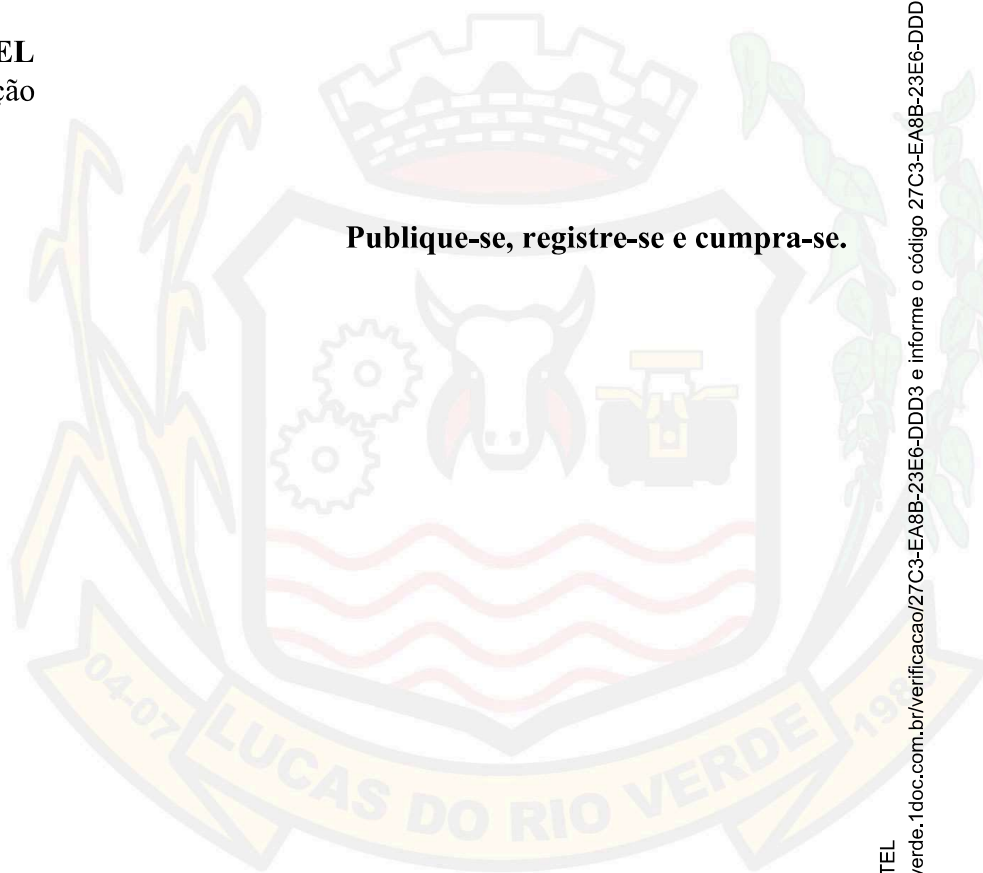 EL
ção
Publique-se, registre-se e cumpra-se.
04-07
LUCAS DO RIO VERDE
198
TEL
verde.1doc.com.br/verificacao/27C3-EA8B-23E6-DDD3 e informe o código 27C3-EA8B-23E6-DDD